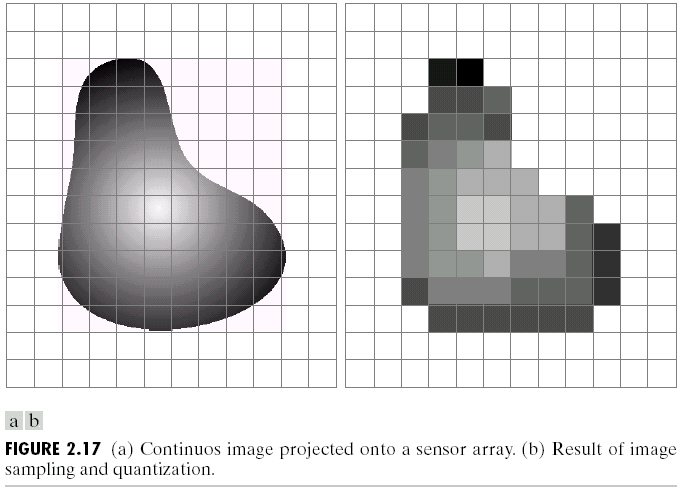 a b
FIGURE 2.17 (a) Continuos image projected onto a sensor array. (b) Result of image
sampling and quantization.